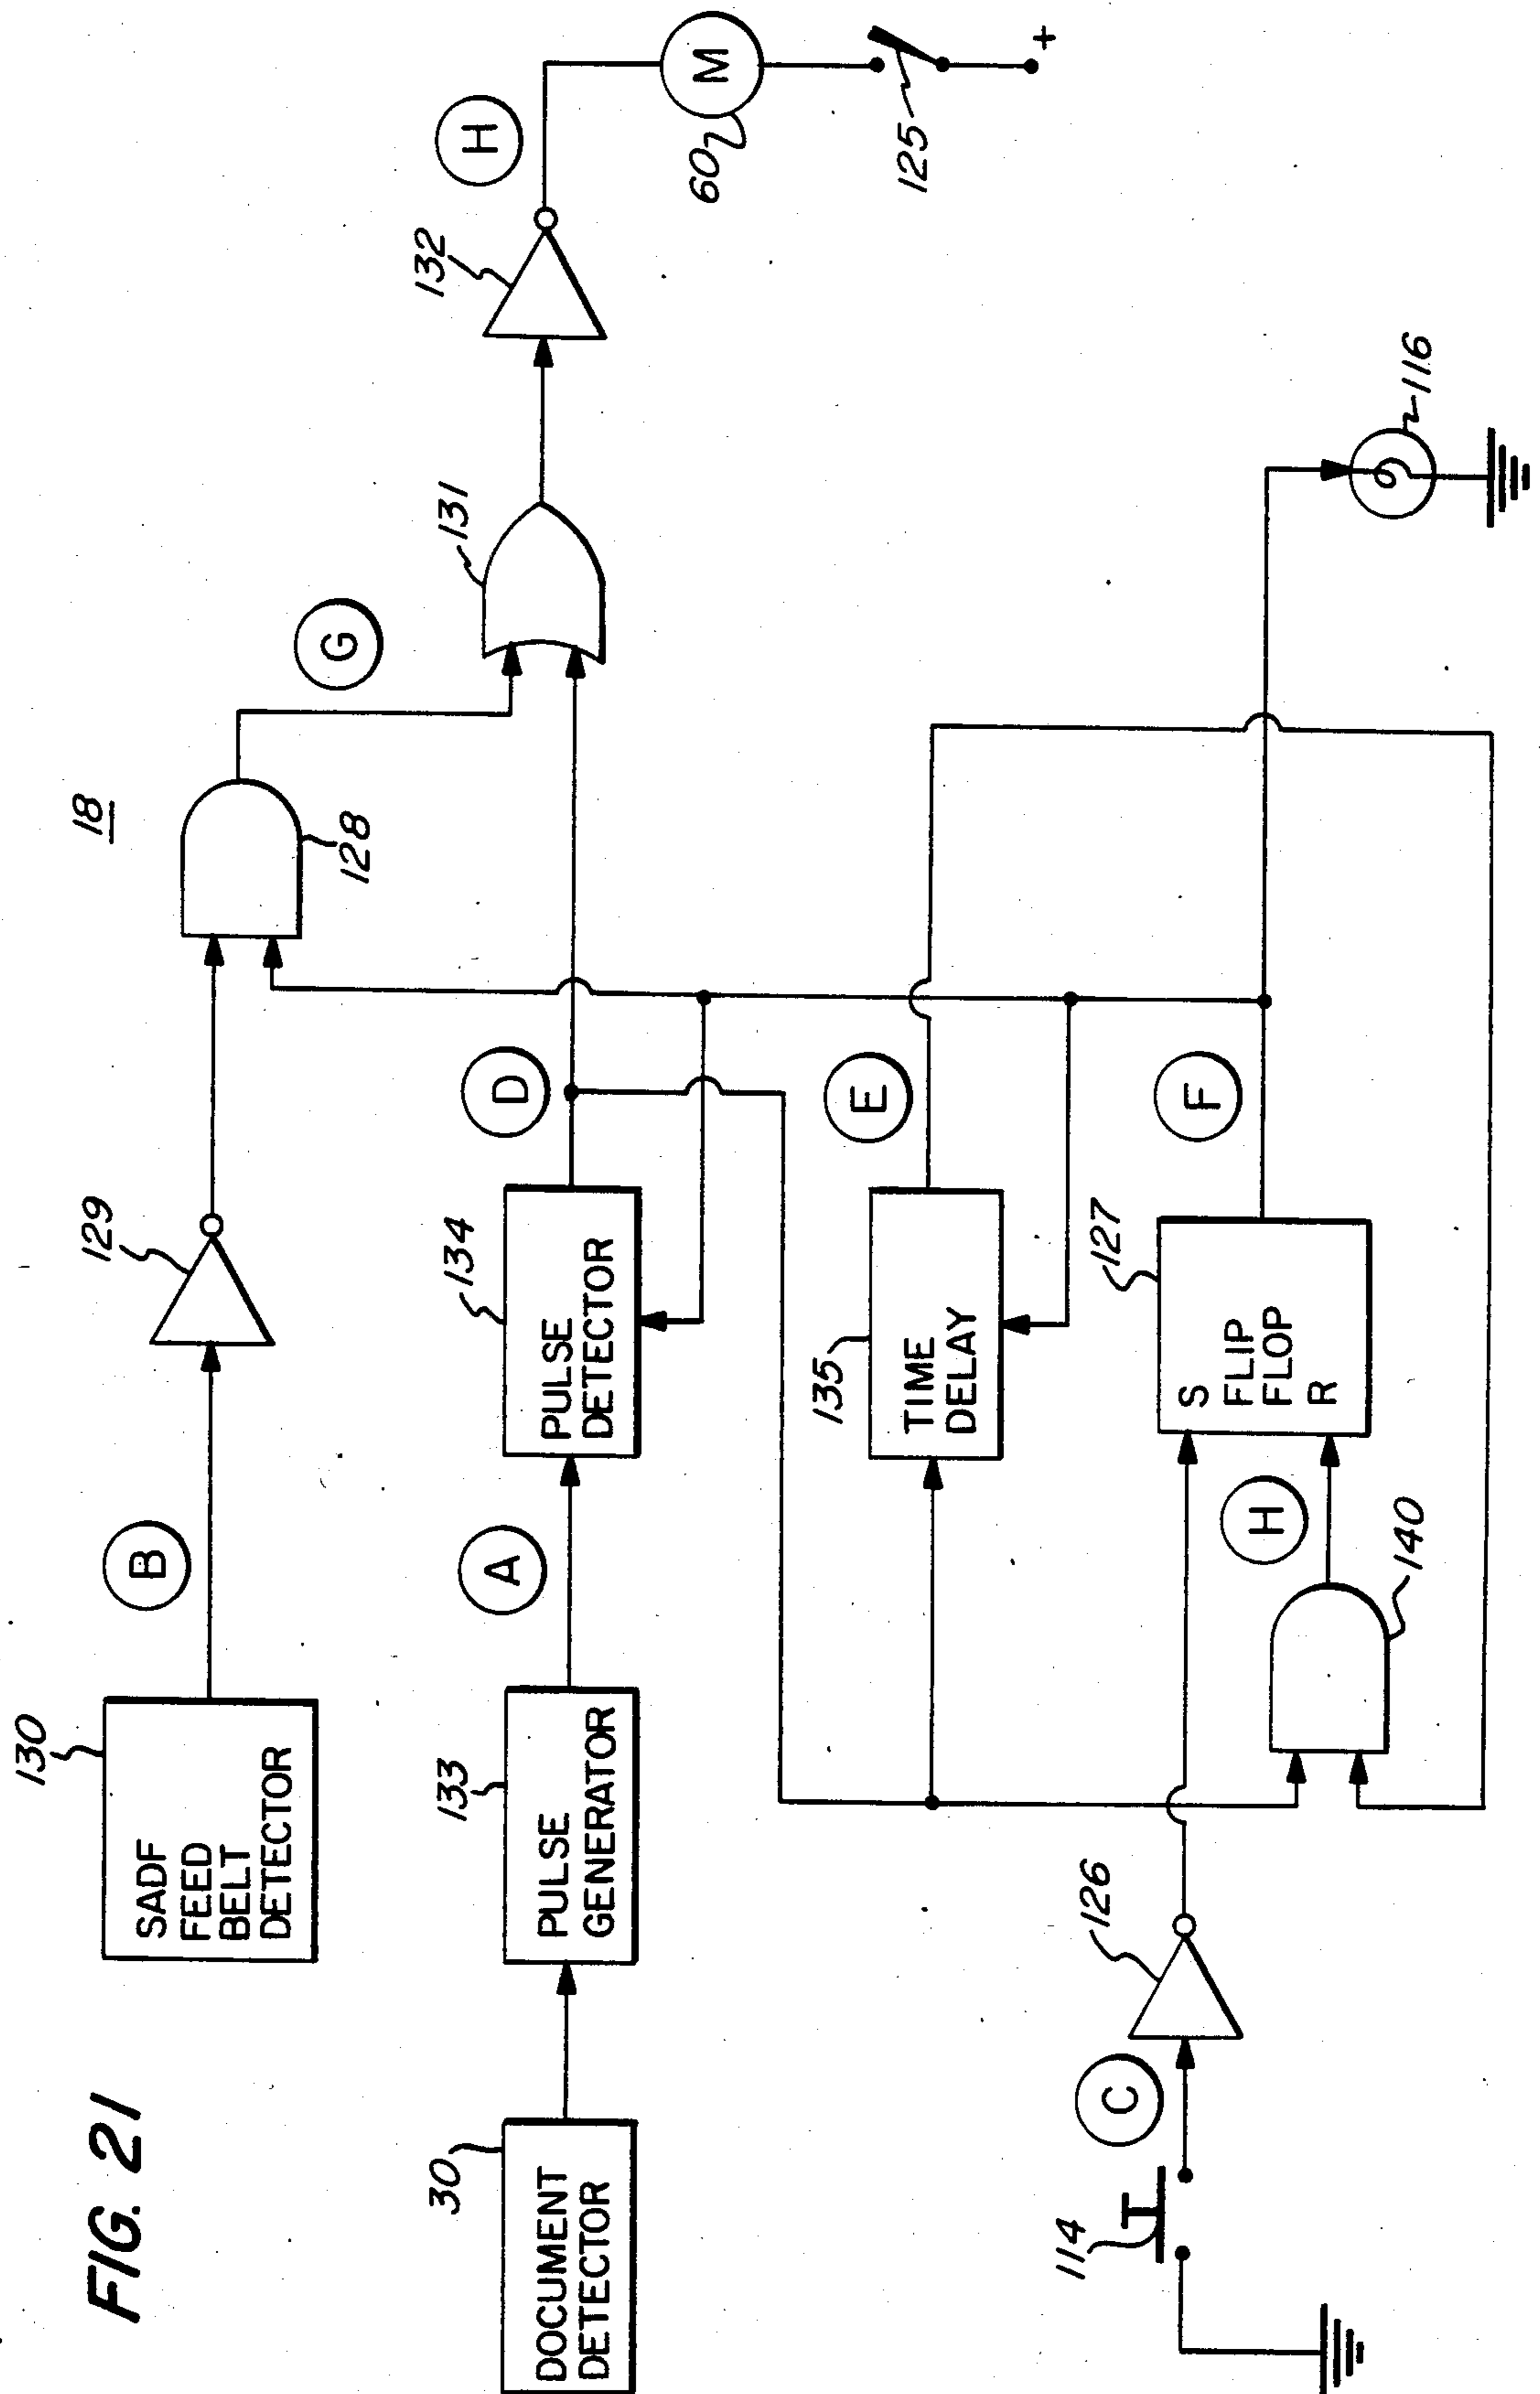 FIG. 21
18
130
SADF
FEED
BELT
DETECTOR
B
129
128
G
30
DOCUMENT
DETECTOR
133
PULSE
GENERATOR
A
134
PULSE
DETECTOR
D
131
132
H
M
60
125
+
135
TIME
DELAY
E
114
C
126
140
H
127
S
FLIP
FLOP
R
F
116